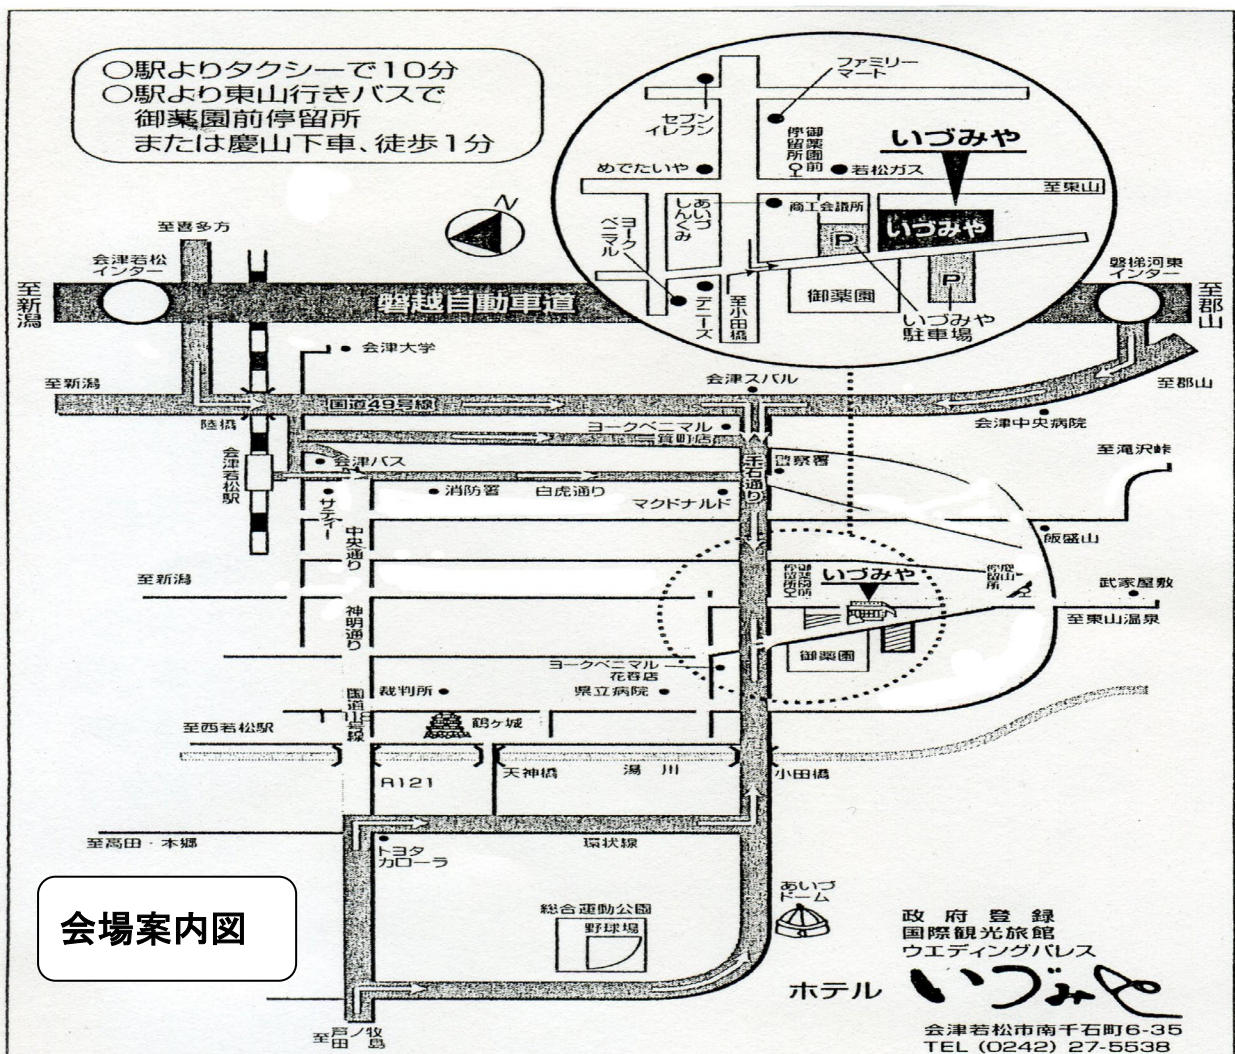 ○駅よりタクシーで10分
○駅より東山行きバスで
御薬園前停留所
または慶山下車、徒歩1分
ファミリー
マート
セブン
イレブン
御薬園前
停留所
いづみや
めでたいや
若松ガス
至東山
あいづ
しんくみ
商工会議所
いづみや
ヨーク
ベニマル
P
P
御薬園
デニーズ
至小田橋
いづみや
駐車場
N
至喜多方
会津若松
インター
至新潟
磐越自動車道
磐梯河東
インター
至郡山
会津大学
至新潟
会津スバル
至郡山
国道49号線
陸橋
ヨークベニマル
箕町店
会津中央病院
会津若松駅
会津バス
千石通り
警察署
至滝沢峠
サティー
消防署
白虎通り
マクドナルド
中央通り
飯盛山
至新潟
御薬園前
停留所
いづみや
慶山
停留所
武家屋敷
神明通り
至東山温泉
御薬園
ヨークベニマル
花春店
国道118号線
裁判所
県立病院
至西若松駅
鶴ヶ城
R121
天神橋
湯川
小田橋
至高田・本郷
トヨタ
カローラ
環状線
会場案内図
総合運動公園
野球場
あいづ
ドーム
政府登録
国際観光旅館
ウエディングパレス
ホテル いづみや
至芦ノ牧
田島
会津若松市南千石町6-35
TEL (0242) 27-5538